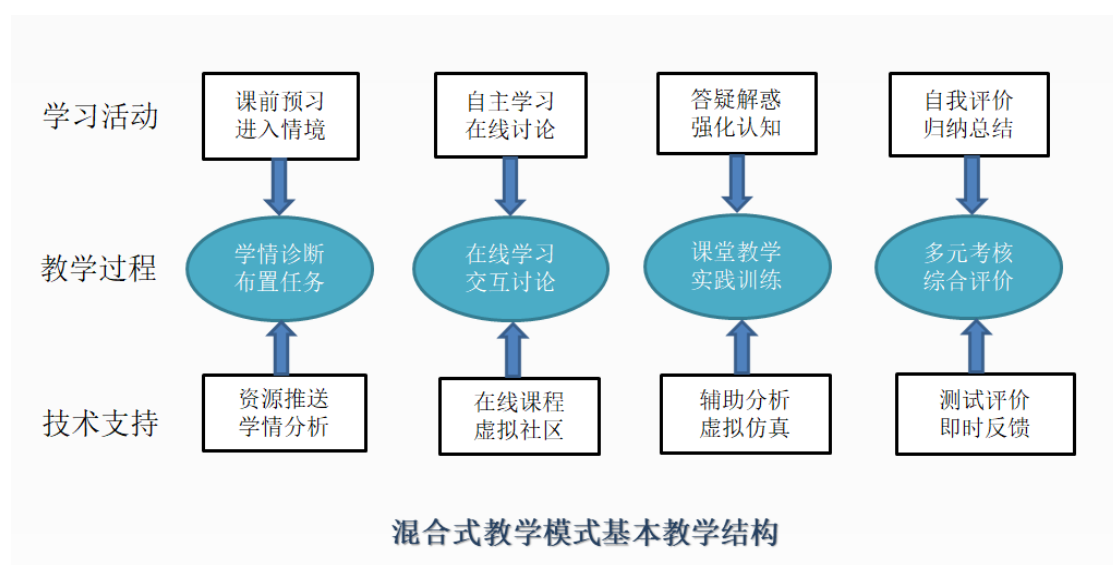 学习活动
课前预习
进入情境
自主学习
在线讨论
答疑解惑
强化认知
自我评价
归纳总结
教学过程
学情诊断
布置任务
在线学习
交互讨论
课堂教学
实践训练
多元考核
综合评价
技术支持
资源推送
学情分析
在线课程
虚拟社区
辅助分析
虚拟仿真
测试评价
即时反馈
混合式教学模式基本教学结构